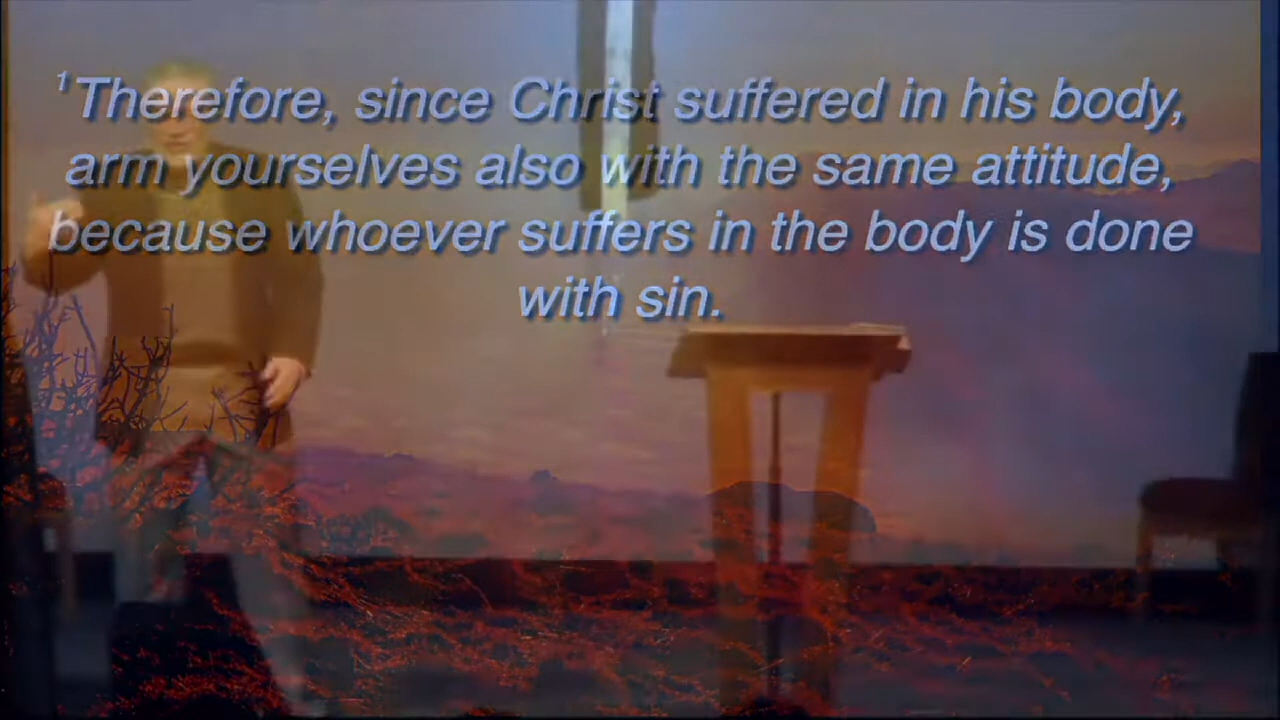 ¹Therefore, since Christ suffered in his body,
arm yourselves also with the same attitude,
because whoever suffers in the body is done
with sin.